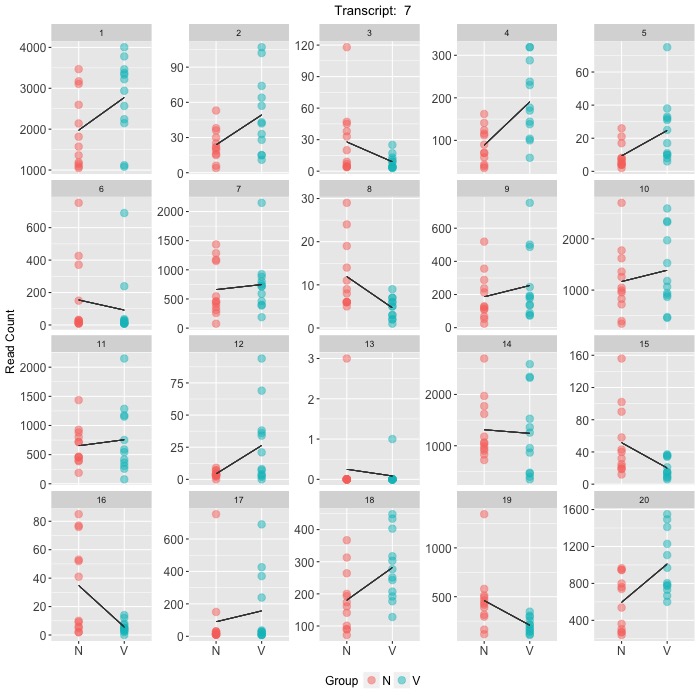 Transcript: 7
1 2 3 4 5
4000 3000 2000 1000
90 60 30 0
120 90 60 30 0
300 200 100
60 40 20 0
6 7 8 9 10
600 400 200 0
2000 1500 1000 500 0
30 20 10 0
600 400 200 0
2000 1000
Read Count
11 12 13 14 15
2000 1500 1000 500 0
75 50 25 0
3 2 1 0
2000 1000
160 120 80 40 0
16 17 18 19 20
80 60 40 20 0
600 400 200 0
400 300 200 100
1000 500
1600 1200 800 400
N V N V N V N V N V
Group N V